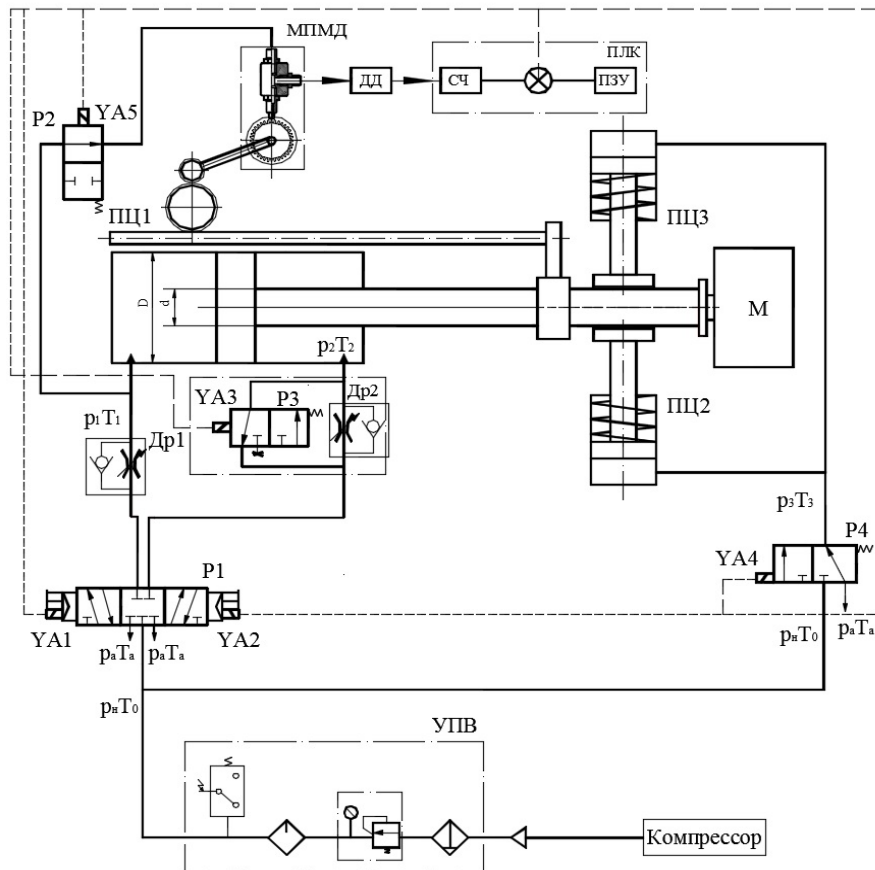 МПМД
ПЛК
ДД
СЧ
ПЗУ
P2
YA5
ПЦ1
ПЦ3
D
d
М
p₂T₂
YA3
P3
Др2
ПЦ2
p₁T₁
Др1
p₃T₃
P4
YA4
P1
pₙT₀
pₐTₐ
YA1
pₐTₐ
pₐTₐ
YA2
pₙT₀
УПВ
Компрессор